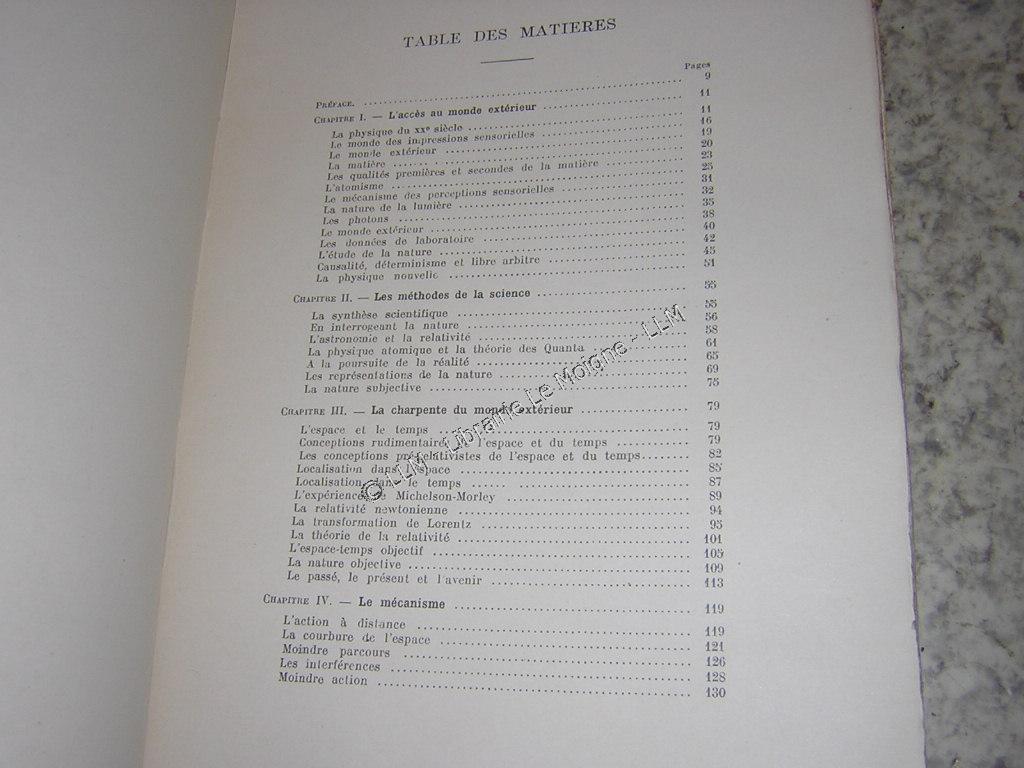 TABLE DES MATIERES
Pages
PRÉFACE. 9
CHAPITRE I. — L'accès au monde extérieur 11
La physique du XXe siècle 11
Le monde des impressions sensorielles 16
Le monde extérieur 19
La matière 20
Les qualités premières et secondes de la matière 23
L'atomisme 25
Le mécanisme des perceptions sensorielles 31
La nature de la lumière 32
Les photons 35
Le monde extérieur 38
Les données de laboratoire 40
L'étude de la nature 42
Causalité, déterminisme et libre arbitre 45
La physique nouvelle 51
CHAPITRE II. — Les méthodes de la science 55
La synthèse scientifique 55
En interrogeant la nature 56
L'astronomie et la relativité 58
La physique atomique et la théorie des Quanta 61
A la poursuite de la réalité 65
Les représentations de la nature 69
La nature subjective 75
CHAPITRE III. — La charpente du monde extérieur 79
L'espace et le temps 79
Conceptions rudimentaires l'espace et du temps 79
Les conceptions prérelativistes de l'espace et du temps 82
Localisation dans l'espace 85
Localisation dans le temps 87
L'expérience Michelson-Morley 89
La relativité newtonienne 94
La transformation de Lorentz 95
La théorie de la relativité 101
L'espace-temps objectif 105
La nature objective 109
Le passé, le présent et l'avenir 113
CHAPITRE IV. — Le mécanisme 119
L'action à distance 119
La courbure de l'espace 121
Moindre parcours 126
Les interférences 128
Moindre action 130
© LLM - Librairie Le Moigne - LLM